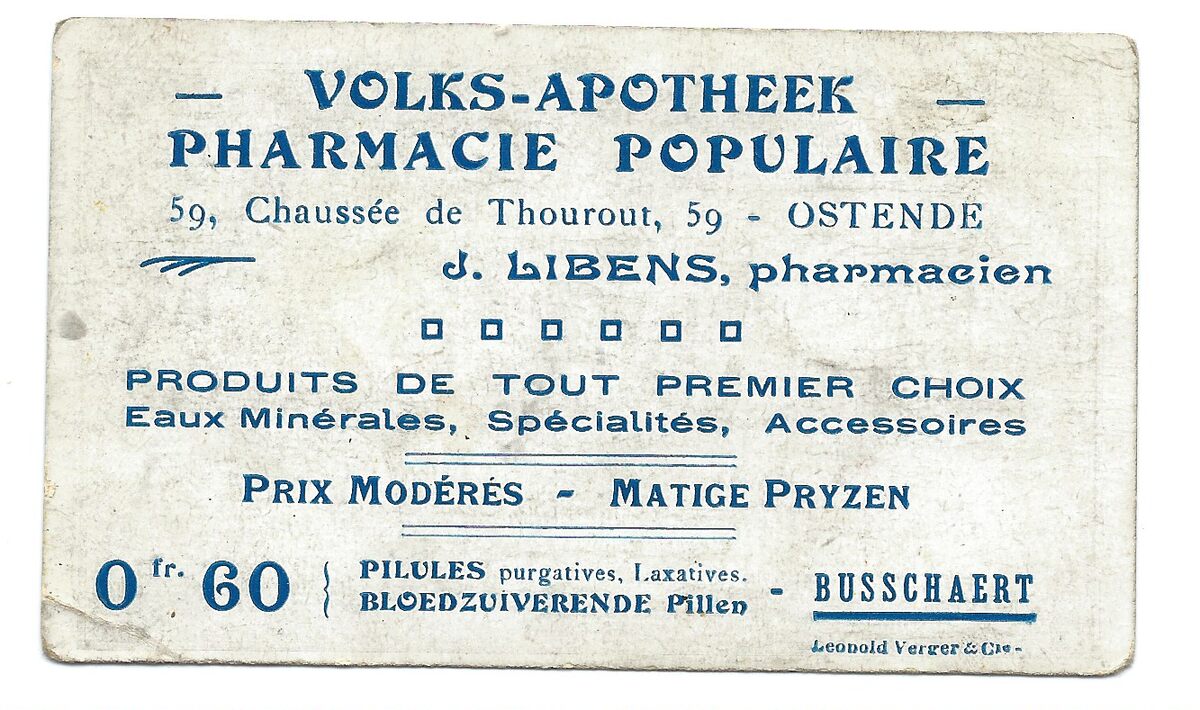 — VOLKS-APOTHEEK —
PHARMACIE POPULAIRE
59, Chaussée de Thourout, 59 - OSTENDE
J. LIBENS, pharmacien
PRODUITS DE TOUT PREMIER CHOIX
Eaux Minérales, Spécialités, Accessoires
PRIX MODÉRÉS - MATIGE PRYZEN
0 fr. 60 { PILULES purgatives, Laxatives. - BUSSCHAERT
BLOEDZUIVERENDE Pillen
Leopold Verger & Cie -